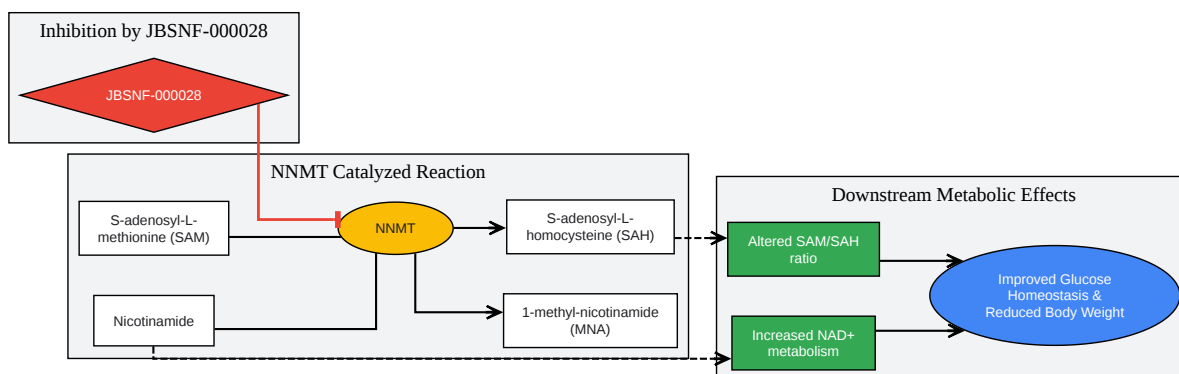 Inhibition by JBSNF-000028
JBSNF-000028
NNMT Catalyzed Reaction
S-adenosyl-L-
methionine (SAM)
NNMT
S-adenosyl-L-
homocysteine (SAH)
Nicotinamide
1-methyl-nicotinamide
(MNA)
Downstream Metabolic Effects
Altered SAM/SAH
ratio
Increased NAD+
metabolism
Improved Glucose
Homeostasis &
Reduced Body Weight